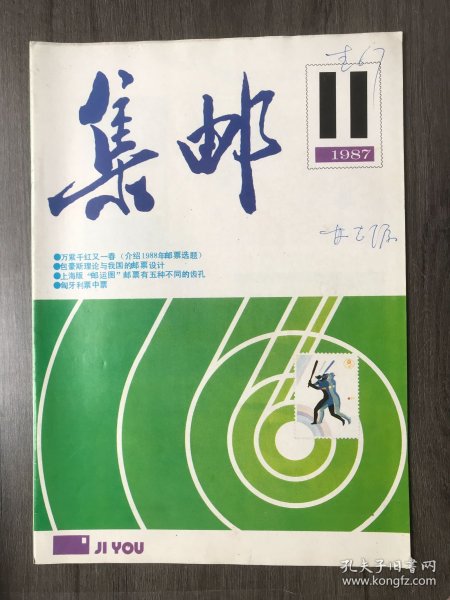 集邮
11
1987
●万紫千红又一春(介绍1988年邮票选题)
●包豪斯理论与我国的邮票设计
●上海版“邮运图”邮票有五种不同的齿孔
●匈牙利票中票
JI YOU
孔夫子旧书网
www.kongfz.com